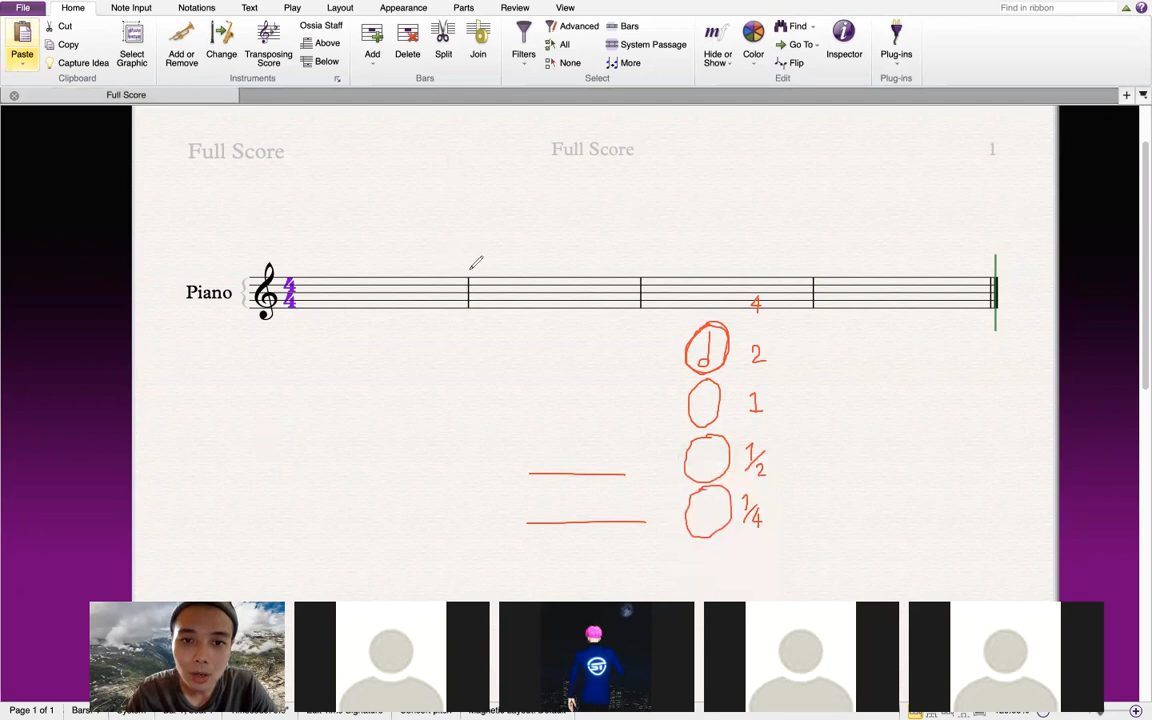 File Home Note Input Notations Text Play Layout Appearance Parts Review View Find in ribbon
Paste Cut Copy Capture Idea Select Graphic Add or Remove Change Transposing Score Ossia Staff Above Below Add Delete Split Join Filters Advanced All None Bars System Passage More Hide or Show Color Find Go To Flip Inspector Plug-ins
Clipboard Instruments Bars Select Edit Plug-ins
Full Score
Full Score Full Score 1
Piano 4 4
4
2
1
1/2
1/4
ST
Page 1 of 1